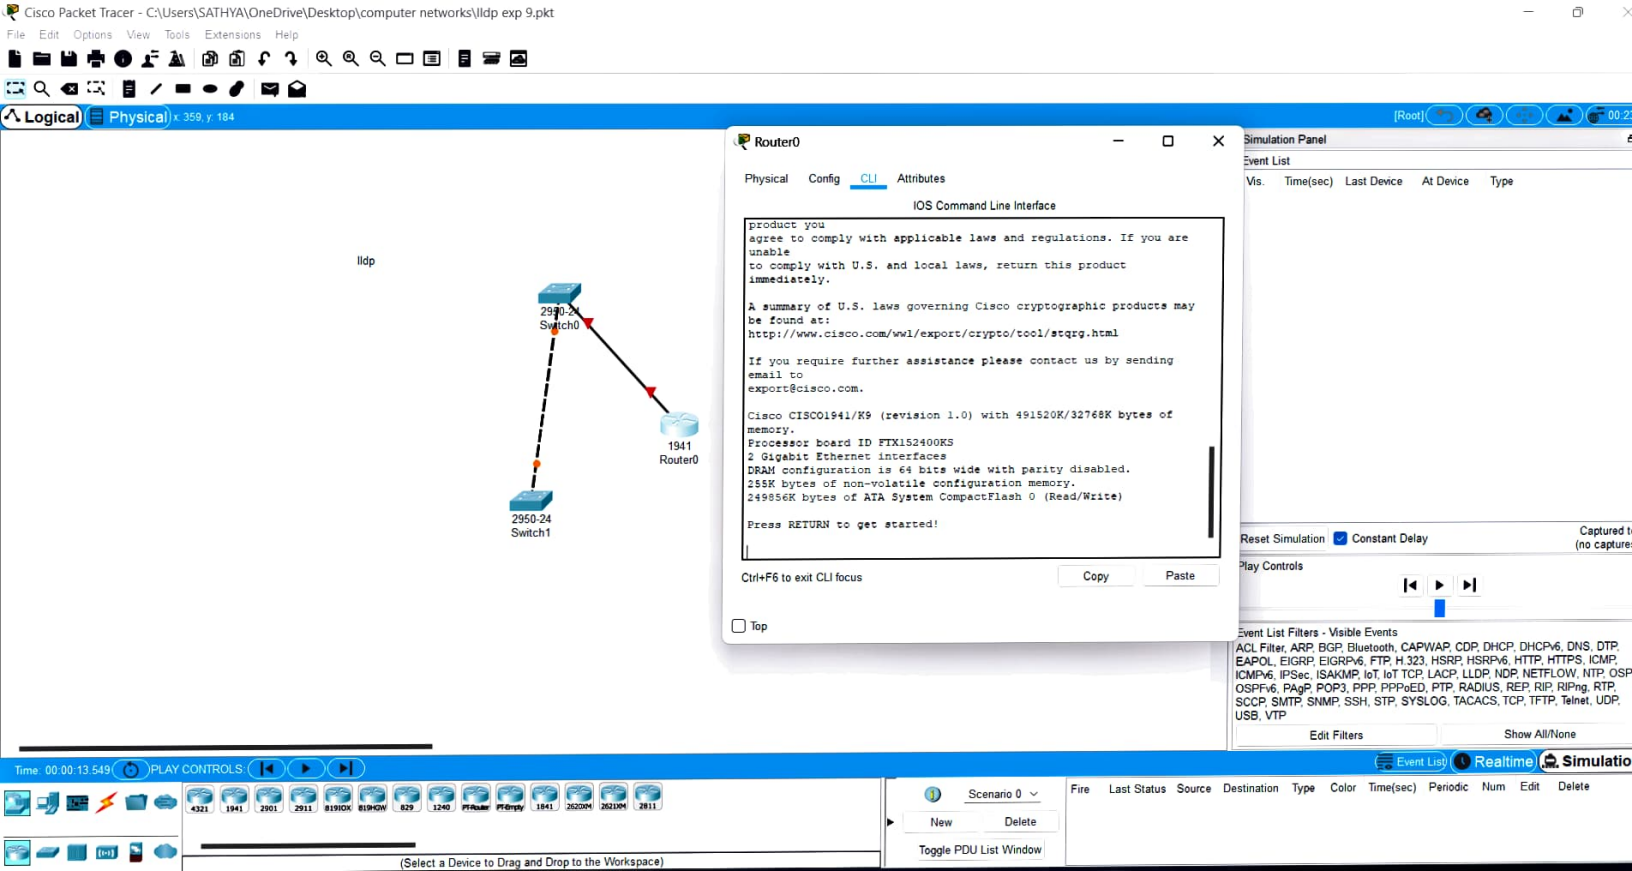 Cisco Packet Tracer - C:\Users\SATHYA\OneDrive\Desktop\computer networks\lldp exp 9.pkt
File Edit Options View Tools Extensions Help
Logical Physical x: 359, y: 184
[Root]
lldp
2950-24
Switch0
1941
Router0
2950-24
Switch1
Router0
Physical Config CLI Attributes
IOS Command Line Interface
product you
agree to comply with applicable laws and regulations. If you are
unable
to comply with U.S. and local laws, return this product
immediately.
A summary of U.S. laws governing Cisco cryptographic products may
be found at:
http://www.cisco.com/wwl/export/crypto/tool/stqrg.html
If you require further assistance please contact us by sending
email to
export@cisco.com.
Cisco CISCO1941/K9 (revision 1.0) with 491520K/32768K bytes of
memory.
Processor board ID FTX152400KS
2 Gigabit Ethernet interfaces
DRAM configuration is 64 bits wide with parity disabled.
255K bytes of non-volatile configuration memory.
249856K bytes of ATA System CompactFlash 0 (Read/Write)
Press RETURN to get started!
Ctrl+F6 to exit CLI focus
Copy Paste
Top
Simulation Panel
Event List
Vis. Time(sec) Last Device At Device Type
Reset Simulation Constant Delay
Captured to
(no captures
Play Controls
Event List Filters - Visible Events
ACL Filter, ARP, BGP, Bluetooth, CAPWAP, CDP, DHCP, DHCPv6, DNS, DTP,
EAPOL, EIGRP, EIGRPv6, FTP, H.323, HSRP, HSRPv6, HTTP, HTTPS, ICMP,
ICMPv6, IPSec, ISAKMP, IoT, IoT TCP, LACP, LLDP, NDP, NETFLOW, NTP, OSP
OSPFv6, PAgP, POP3, PPP, PPPoED, PTP, RADIUS, REP, RIP, RIPng, RTP,
SCCP, SMTP, SNMP, SSH, STP, SYSLOG, TACACS, TCP, TFTP, Telnet, UDP,
USB, VTP
Edit Filters Show All/None
Time: 00:00:13.549 PLAY CONTROLS:
Event List Realtime Simulatio
4321 1941 2901 2911 819IOX 819HGW 829 1240 PT-Router PT-Empty 1841 2620XM 2621XM 2811
(Select a Device to Drag and Drop to the Workspace)
Scenario 0
New Delete
Toggle PDU List Window
Fire Last Status Source Destination Type Color Time(sec) Periodic Num Edit Delete